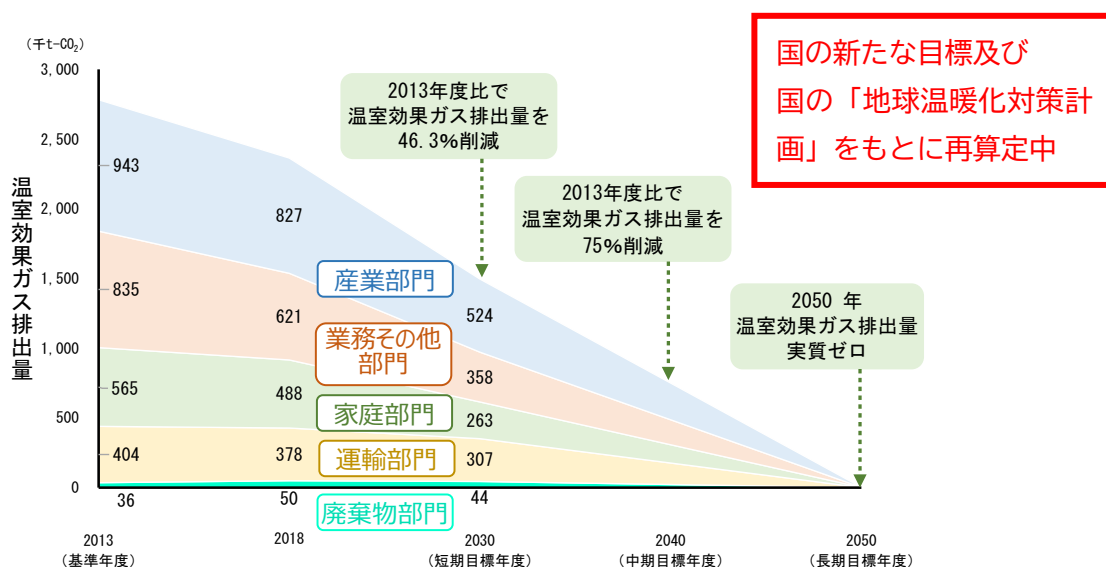 （千t-CO₂）
3,000
2,500
2,000
1,500
1,000
500
0
温室効果ガス排出量
国の新たな目標及び
国の「地球温暖化対策計
画」をもとに再算定中
2013年度比で
温室効果ガス排出量を
46.3%削減
2013年度比で
温室効果ガス排出量を
75%削減
2050 年
温室効果ガス排出量
実質ゼロ
943
827
産業部門
524
835
621
業務その他
部門
358
565
488
家庭部門
263
404
378
運輸部門
307
36
50
廃棄物部門
44
2013
（基準年度）
2018
2030
（短期目標年度）
2040
（中期目標年度）
2050
（長期目標年度）